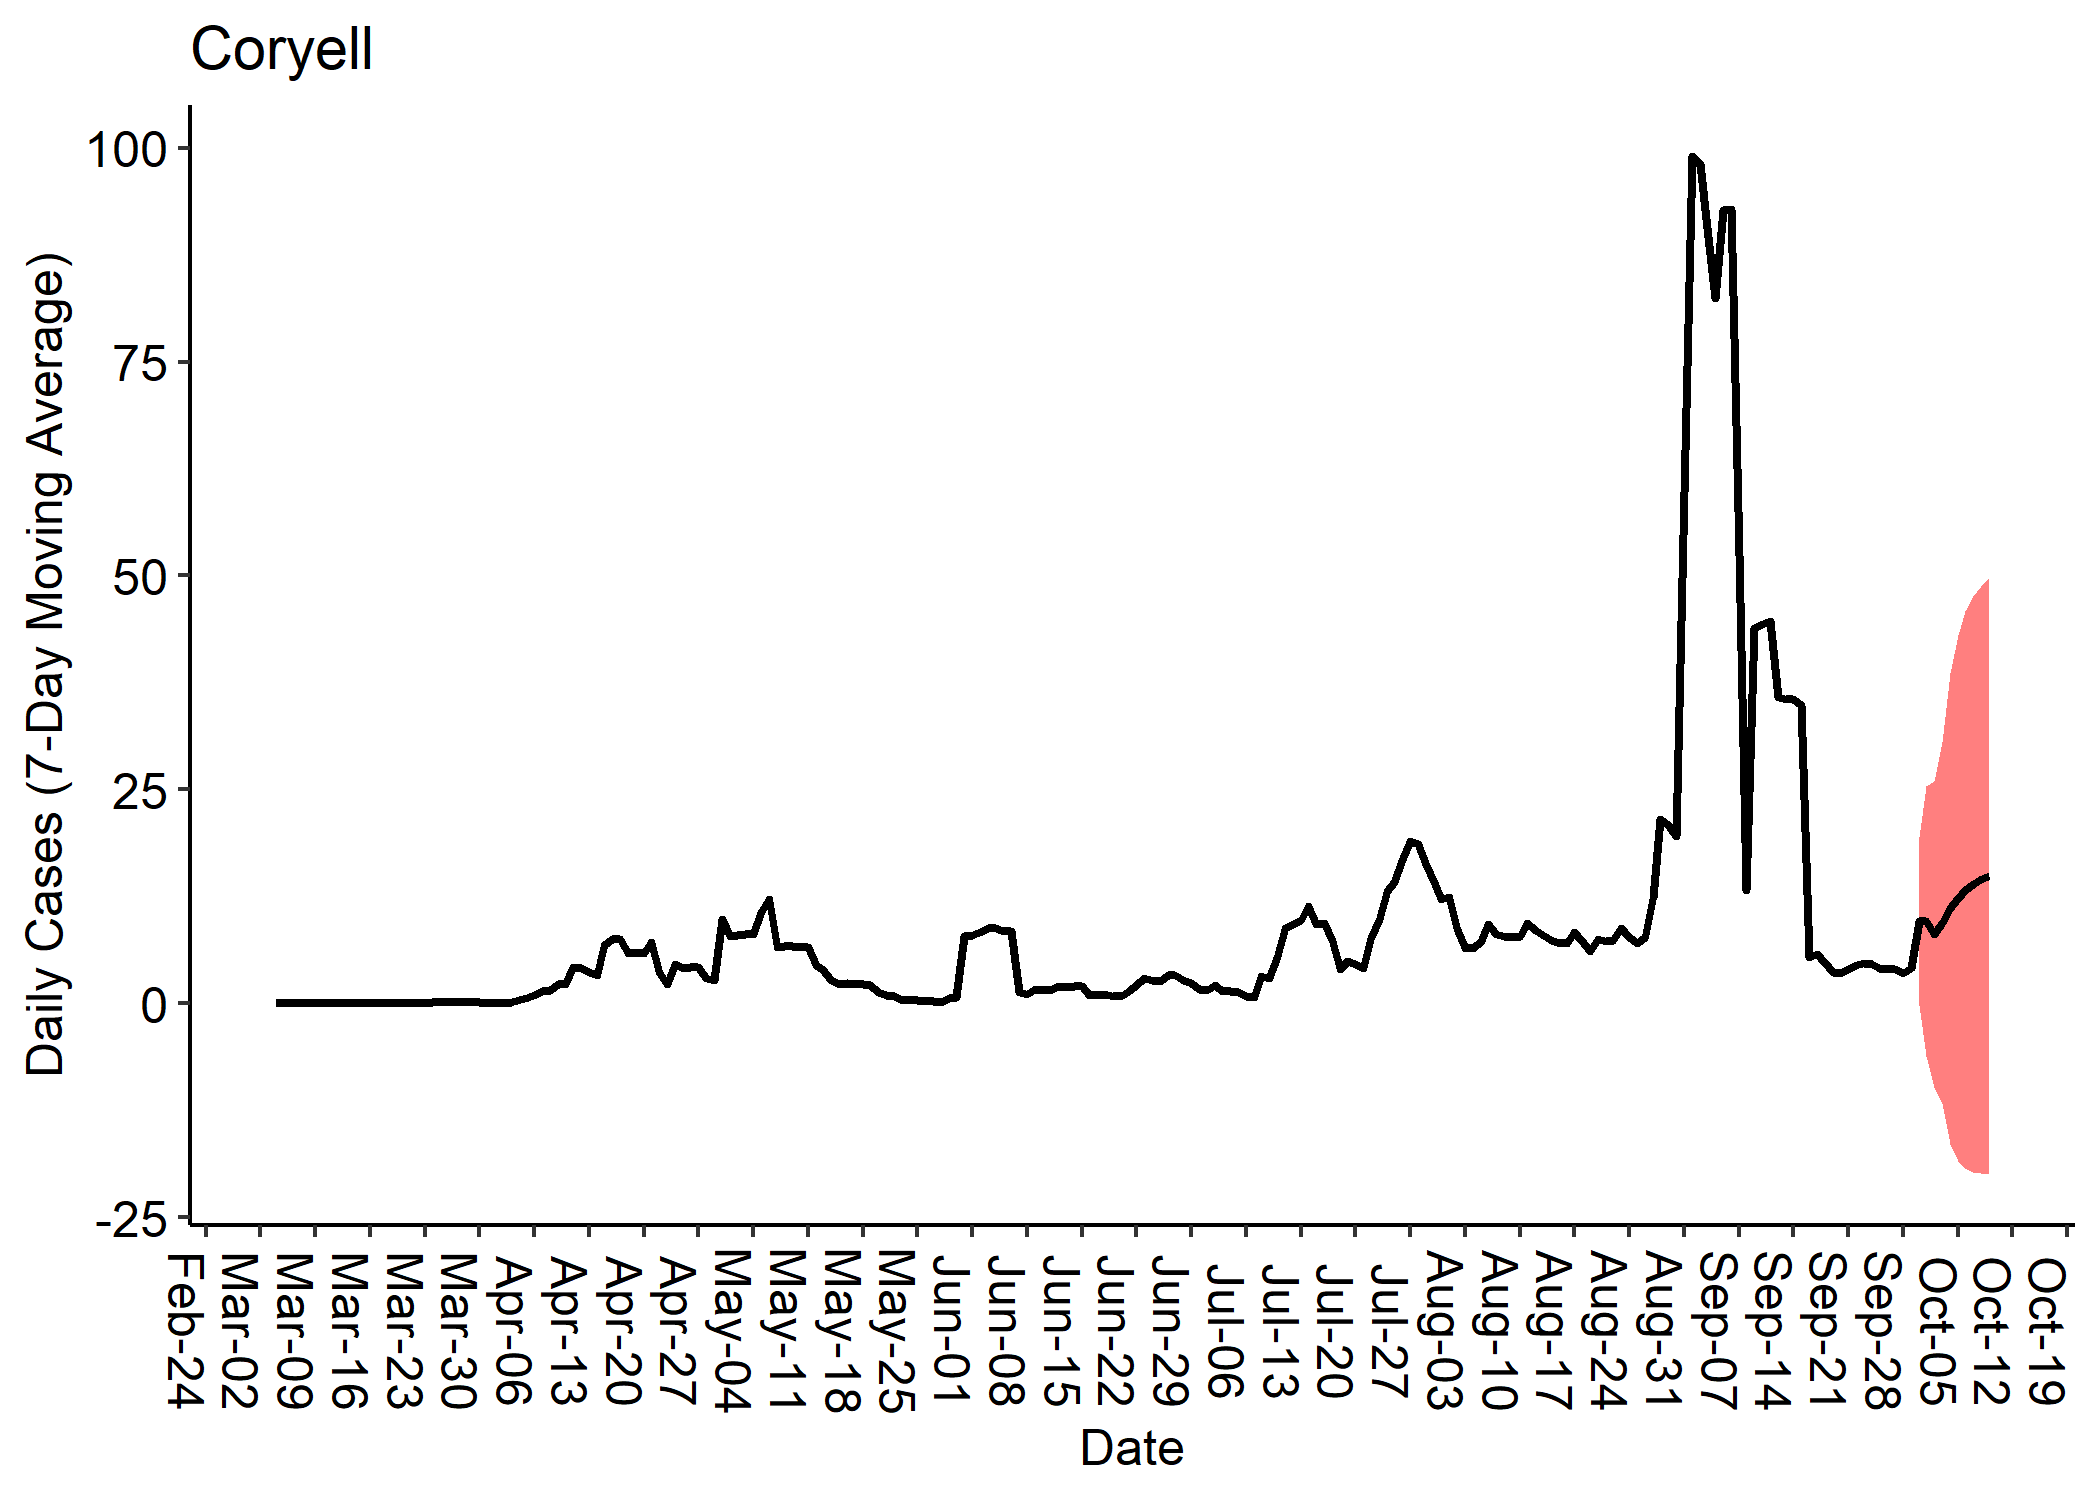 Coryell
Daily Cases (7-Day Moving Average)
100
75
50
25
0
-25
Feb-24
Mar-02
Mar-09
Mar-16
Mar-23
Mar-30
Apr-06
Apr-13
Apr-20
Apr-27
May-04
May-11
May-18
May-25
Jun-01
Jun-08
Jun-15
Jun-22
Jun-29
Jul-06
Jul-13
Jul-20
Jul-27
Aug-03
Aug-10
Aug-17
Aug-24
Aug-31
Sep-07
Sep-14
Sep-21
Sep-28
Oct-05
Oct-12
Oct-19
Date